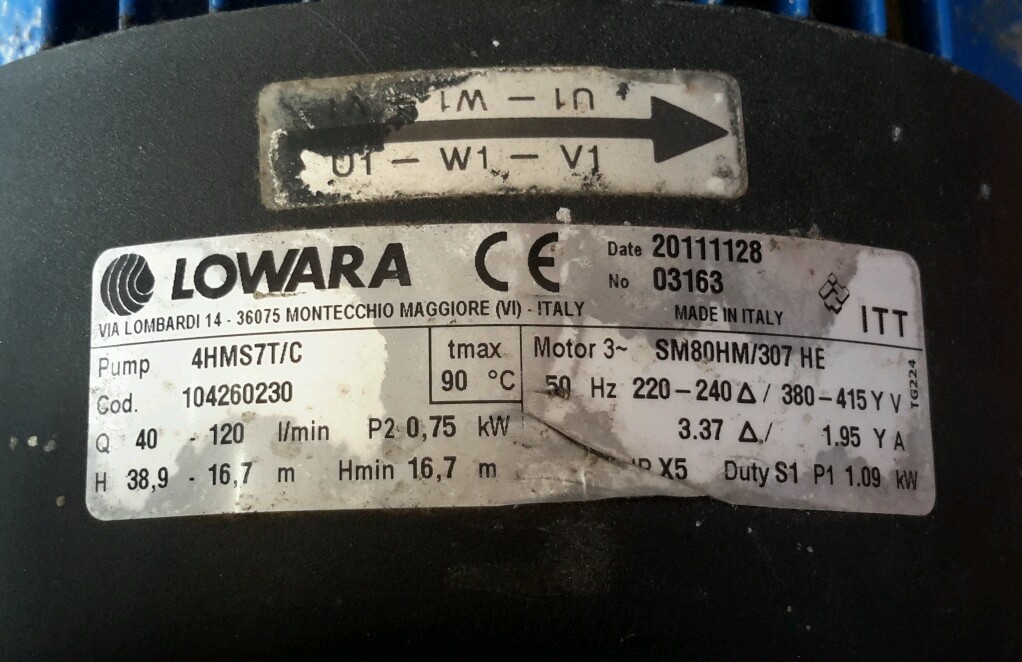 W1 - U1
U1 - W1 - V1
LOWARA CE Date 20111128
No 03163
VIA LOMBARDI 14 - 36075 MONTECCHIO MAGGIORE (VI) - ITALY MADE IN ITALY ITT
Pump 4HMS7T/C tmax Motor 3~ SM80HM/307 HE
Cod. 104260230 90 °C 50 Hz 220-240 Δ / 380-415 Y V
Q 40 - 120 l/min P2 0,75 kW 3.37 Δ / 1.95 Y A
H 38,9 - 16,7 m Hmin 16,7 m X5 Duty S1 P1 1.09 kW
TG224